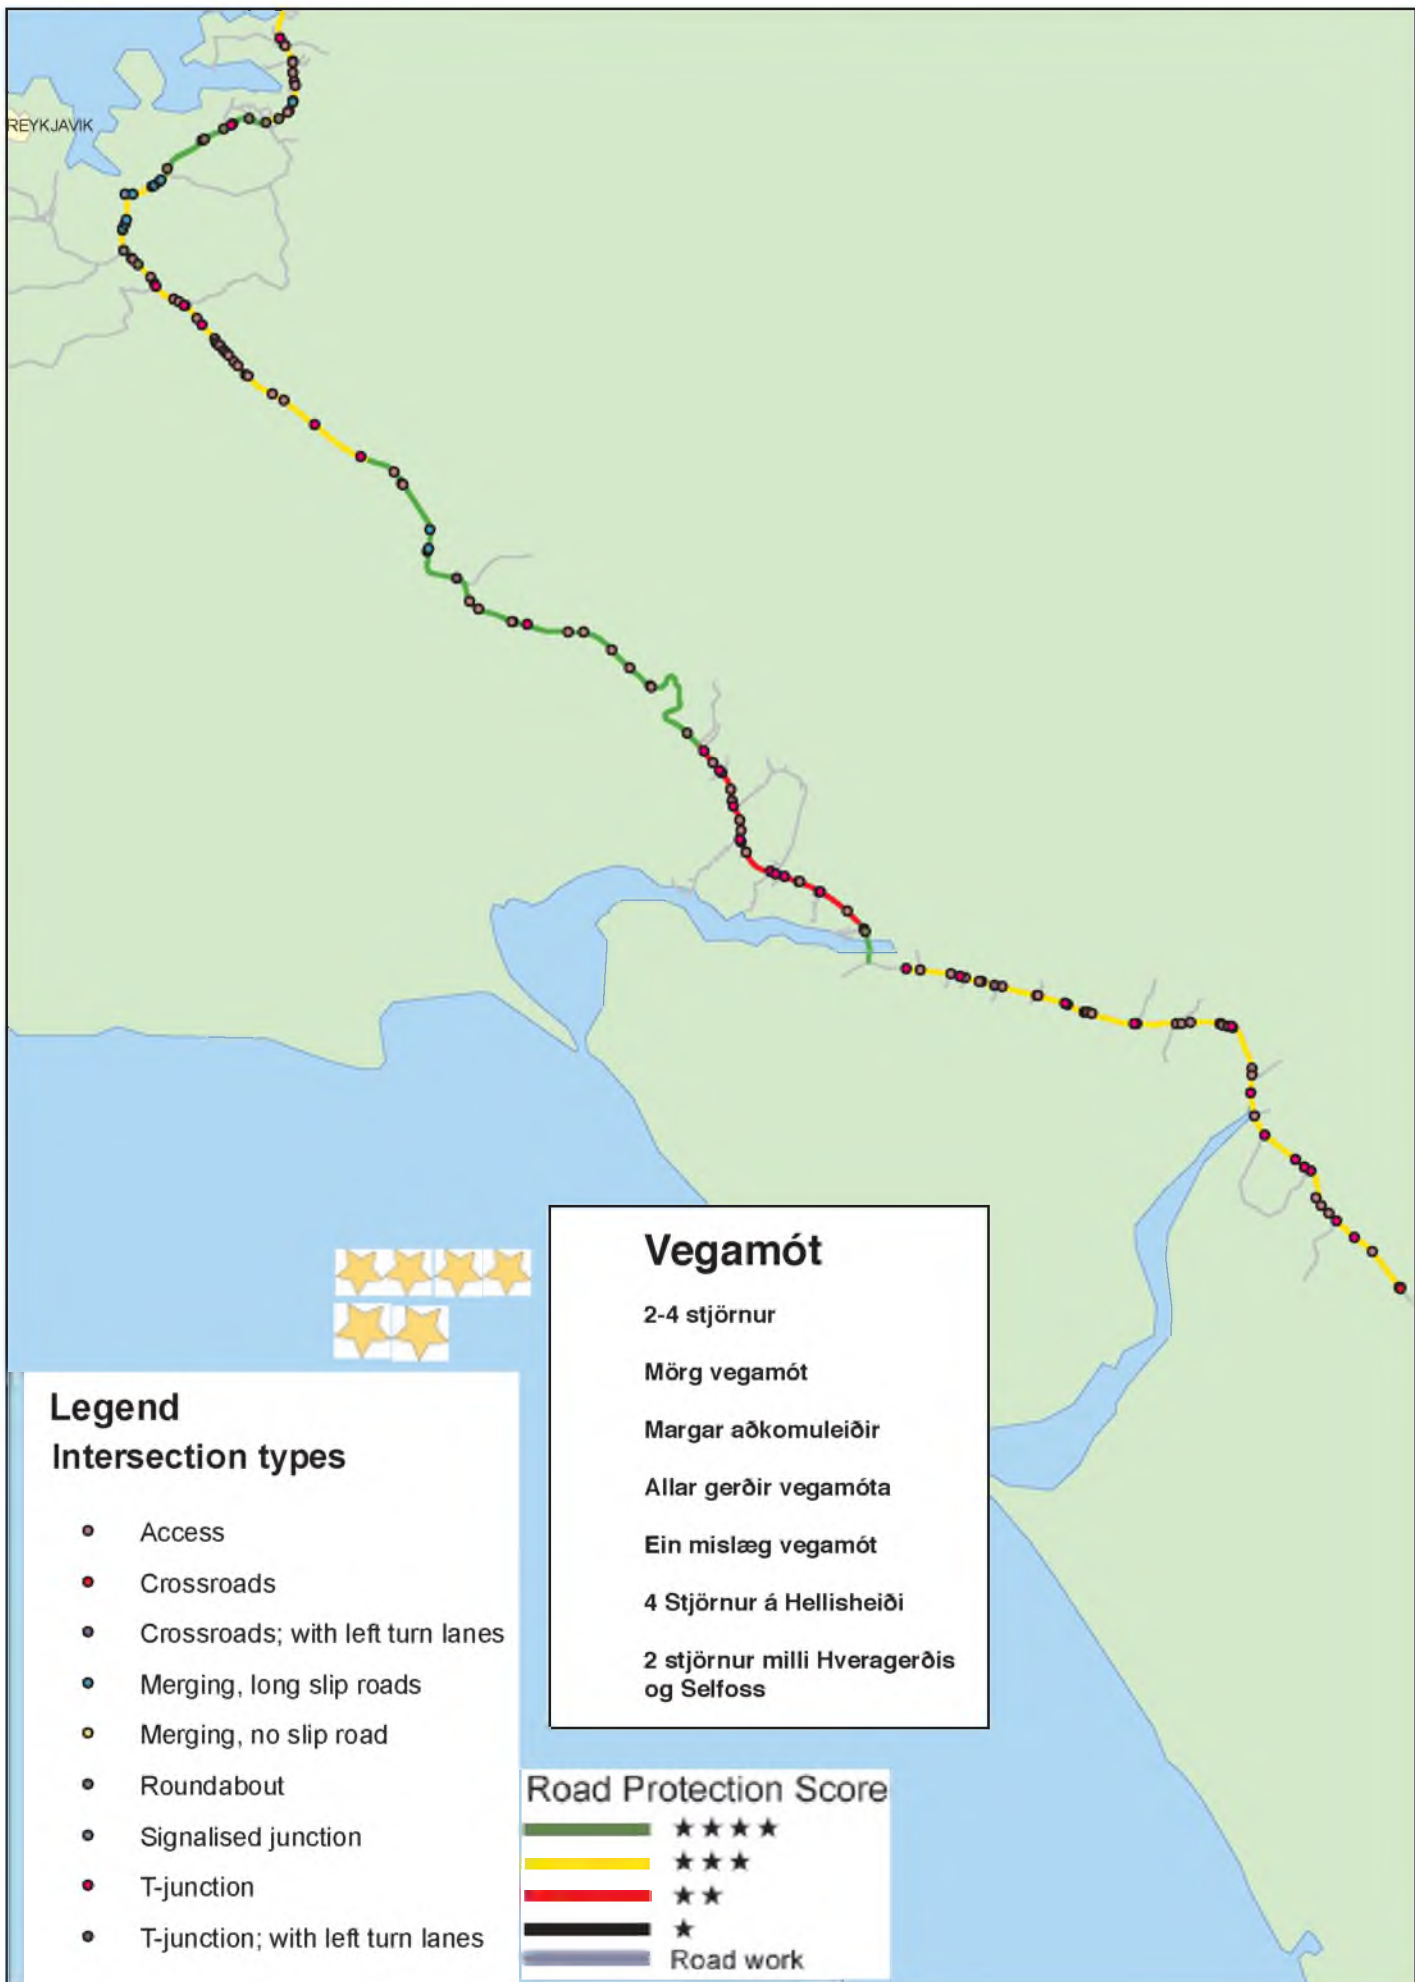 REYKJAVIK
Vegamót
2-4 stjörnur
Mörg vegamót
Margar aðkomuleiðir
Allar gerðir vegamóta
Ein mislæg vegamót
4 Stjörnur á Hellisheiði
2 stjörnur milli Hveragerðis
og Selfoss
Legend
Intersection types
Access
Crossroads
Crossroads; with left turn lanes
Merging, long slip roads
Merging, no slip road
Roundabout
Signalised junction
T-junction
T-junction; with left turn lanes
Road Protection Score
★★★★
★★★
★★
★
Road work